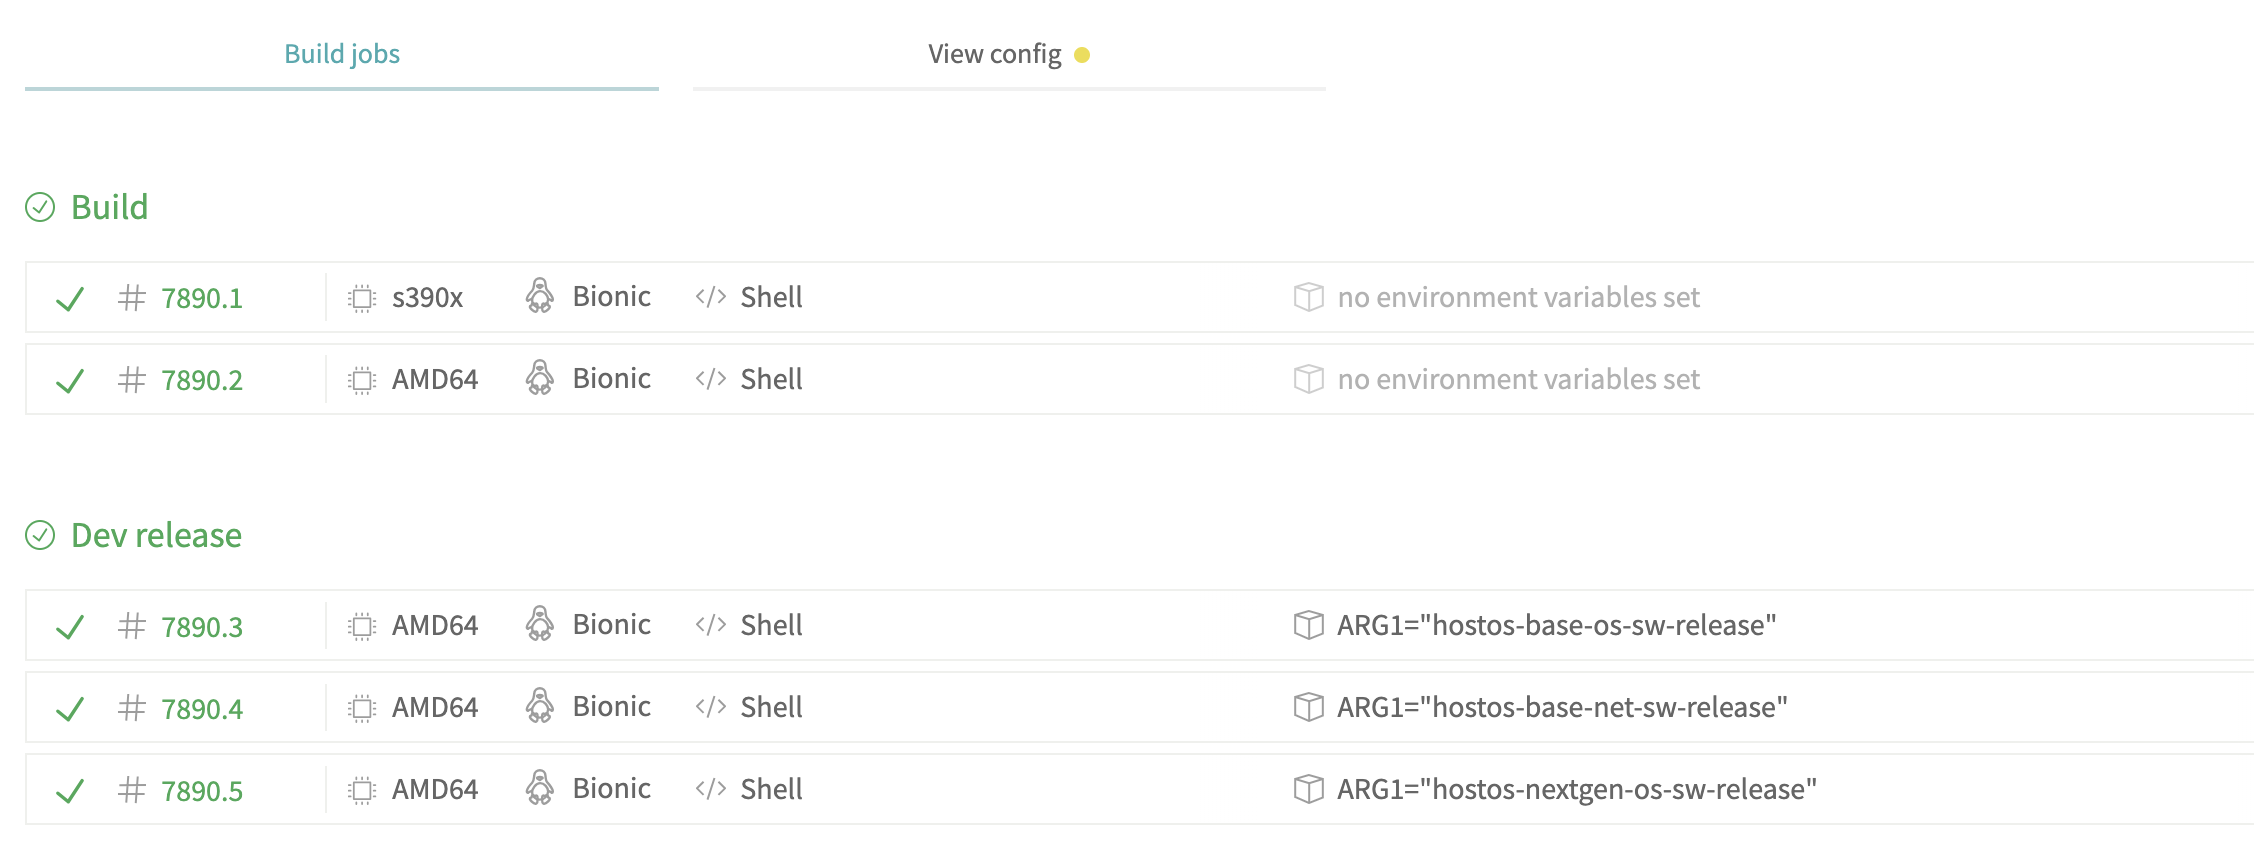 Build jobs View config
Build
# 7890.1 s390x Bionic </> Shell no environment variables set
# 7890.2 AMD64 Bionic </> Shell no environment variables set
Dev release
# 7890.3 AMD64 Bionic </> Shell ARG1="hostos-base-os-sw-release"
# 7890.4 AMD64 Bionic </> Shell ARG1="hostos-base-net-sw-release"
# 7890.5 AMD64 Bionic </> Shell ARG1="hostos-nextgen-os-sw-release"